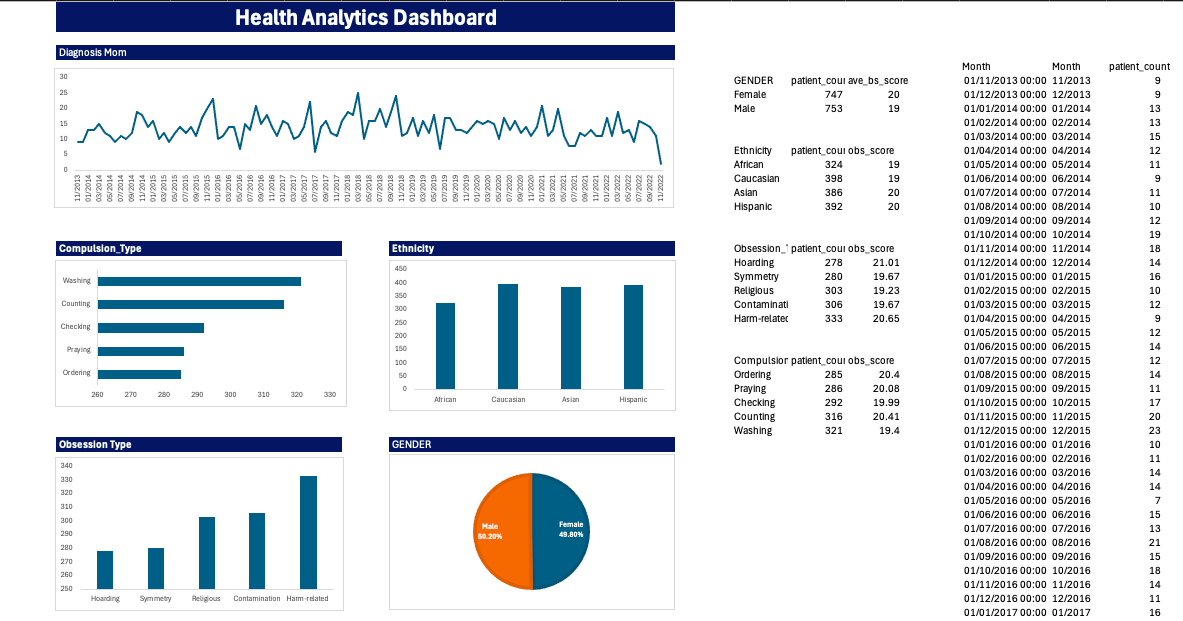 Health Analytics Dashboard
Diagnosis Mom
30
25
20
15
10
5
0
11/2013 01/2014 03/2014 05/2014 07/2014 09/2014 11/2014 01/2015 03/2015 05/2015 07/2015 09/2015 11/2015 01/2016 03/2016 05/2016 07/2016 09/2016 11/2016 01/2017 03/2017 05/2017 07/2017 09/2017 11/2017 01/2018 03/2018 05/2018 07/2018 09/2018 11/2018 01/2019 03/2019 05/2019 07/2019 09/2019 11/2019 01/2020 03/2020 05/2020 07/2020 09/2020 11/2020 01/2021 03/2021 05/2021 07/2021 09/2021 11/2021 01/2022 03/2022 05/2022 07/2022 09/2022 11/2022
Compulsion_Type
Washing
Counting
Checking
Praying
Ordering
260 270 280 290 300 310 320 330
Ethnicity
450
400
350
300
250
200
150
100
50
0
African Caucasian Asian Hispanic
Obsession Type
340
330
320
310
300
290
280
270
260
250
Hoarding Symmetry Religious Contamination Harm-related
GENDER
Male
50.20%
Female
49.80%
GENDER patient_cour ave_bs_score
Female 747 20
Male 753 19
Ethnicity patient_cour obs_score
African 324 19
Caucasian 398 19
Asian 386 20
Hispanic 392 20
Obsession_T patient_cour obs_score
Hoarding 278 21.01
Symmetry 280 19.67
Religious 303 19.23
Contaminati 306 19.67
Harm-related 333 20.65
Compulsion patient_cour obs_score
Ordering 285 20.4
Praying 286 20.08
Checking 292 19.99
Counting 316 20.41
Washing 321 19.4
Month Month patient_count
01/11/2013 00:00 11/2013 9
01/12/2013 00:00 12/2013 9
01/01/2014 00:00 01/2014 13
01/02/2014 00:00 02/2014 13
01/03/2014 00:00 03/2014 15
01/04/2014 00:00 04/2014 12
01/05/2014 00:00 05/2014 11
01/06/2014 00:00 06/2014 9
01/07/2014 00:00 07/2014 11
01/08/2014 00:00 08/2014 10
01/09/2014 00:00 09/2014 12
01/10/2014 00:00 10/2014 19
01/11/2014 00:00 11/2014 18
01/12/2014 00:00 12/2014 14
01/01/2015 00:00 01/2015 16
01/02/2015 00:00 02/2015 10
01/03/2015 00:00 03/2015 12
01/04/2015 00:00 04/2015 9
01/05/2015 00:00 05/2015 12
01/06/2015 00:00 06/2015 14
01/07/2015 00:00 07/2015 12
01/08/2015 00:00 08/2015 14
01/09/2015 00:00 09/2015 11
01/10/2015 00:00 10/2015 17
01/11/2015 00:00 11/2015 20
01/12/2015 00:00 12/2015 23
01/01/2016 00:00 01/2016 10
01/02/2016 00:00 02/2016 11
01/03/2016 00:00 03/2016 14
01/04/2016 00:00 04/2016 14
01/05/2016 00:00 05/2016 7
01/06/2016 00:00 06/2016 15
01/07/2016 00:00 07/2016 13
01/08/2016 00:00 08/2016 21
01/09/2016 00:00 09/2016 15
01/10/2016 00:00 10/2016 18
01/11/2016 00:00 11/2016 14
01/12/2016 00:00 12/2016 11
01/01/2017 00:00 01/2017 16